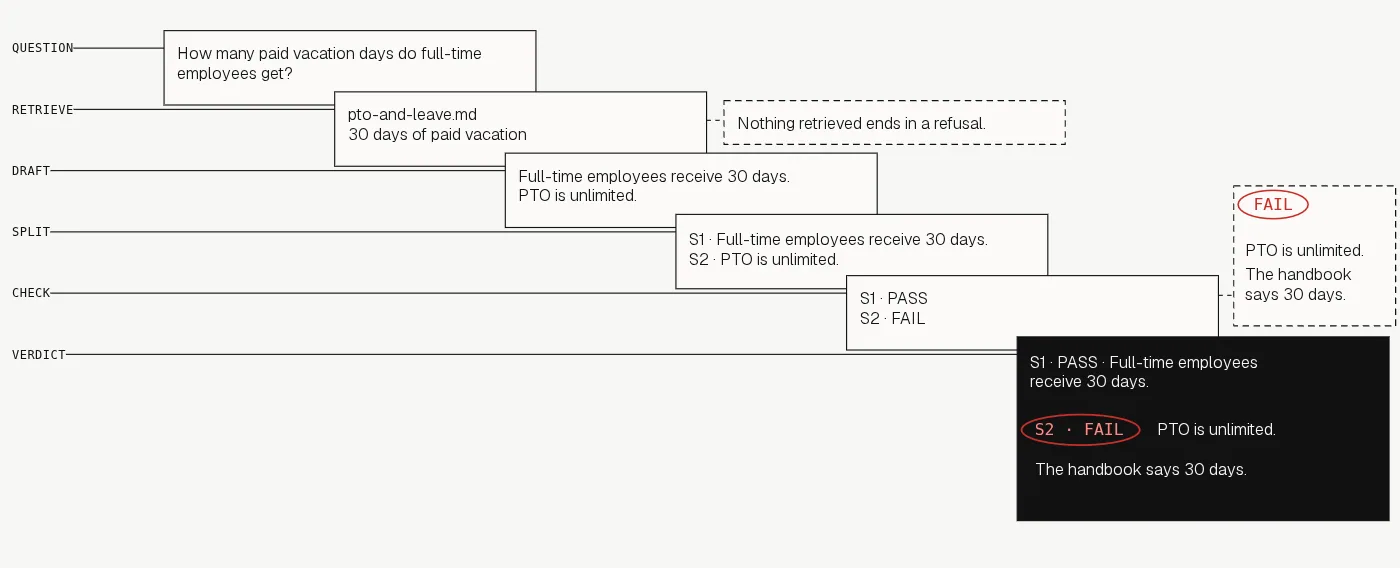 QUESTION
How many paid vacation days do full-time
employees get?
RETRIEVE
pto-and-leave.md
30 days of paid vacation
Nothing retrieved ends in a refusal.
DRAFT
Full-time employees receive 30 days.
PTO is unlimited.
SPLIT
S1 · Full-time employees receive 30 days.
S2 · PTO is unlimited.
CHECK
S1 · PASS
S2 · FAIL
FAIL
PTO is unlimited.
The handbook
says 30 days.
VERDICT
S1 · PASS · Full-time employees
receive 30 days.
S2 · FAIL PTO is unlimited.
The handbook says 30 days.